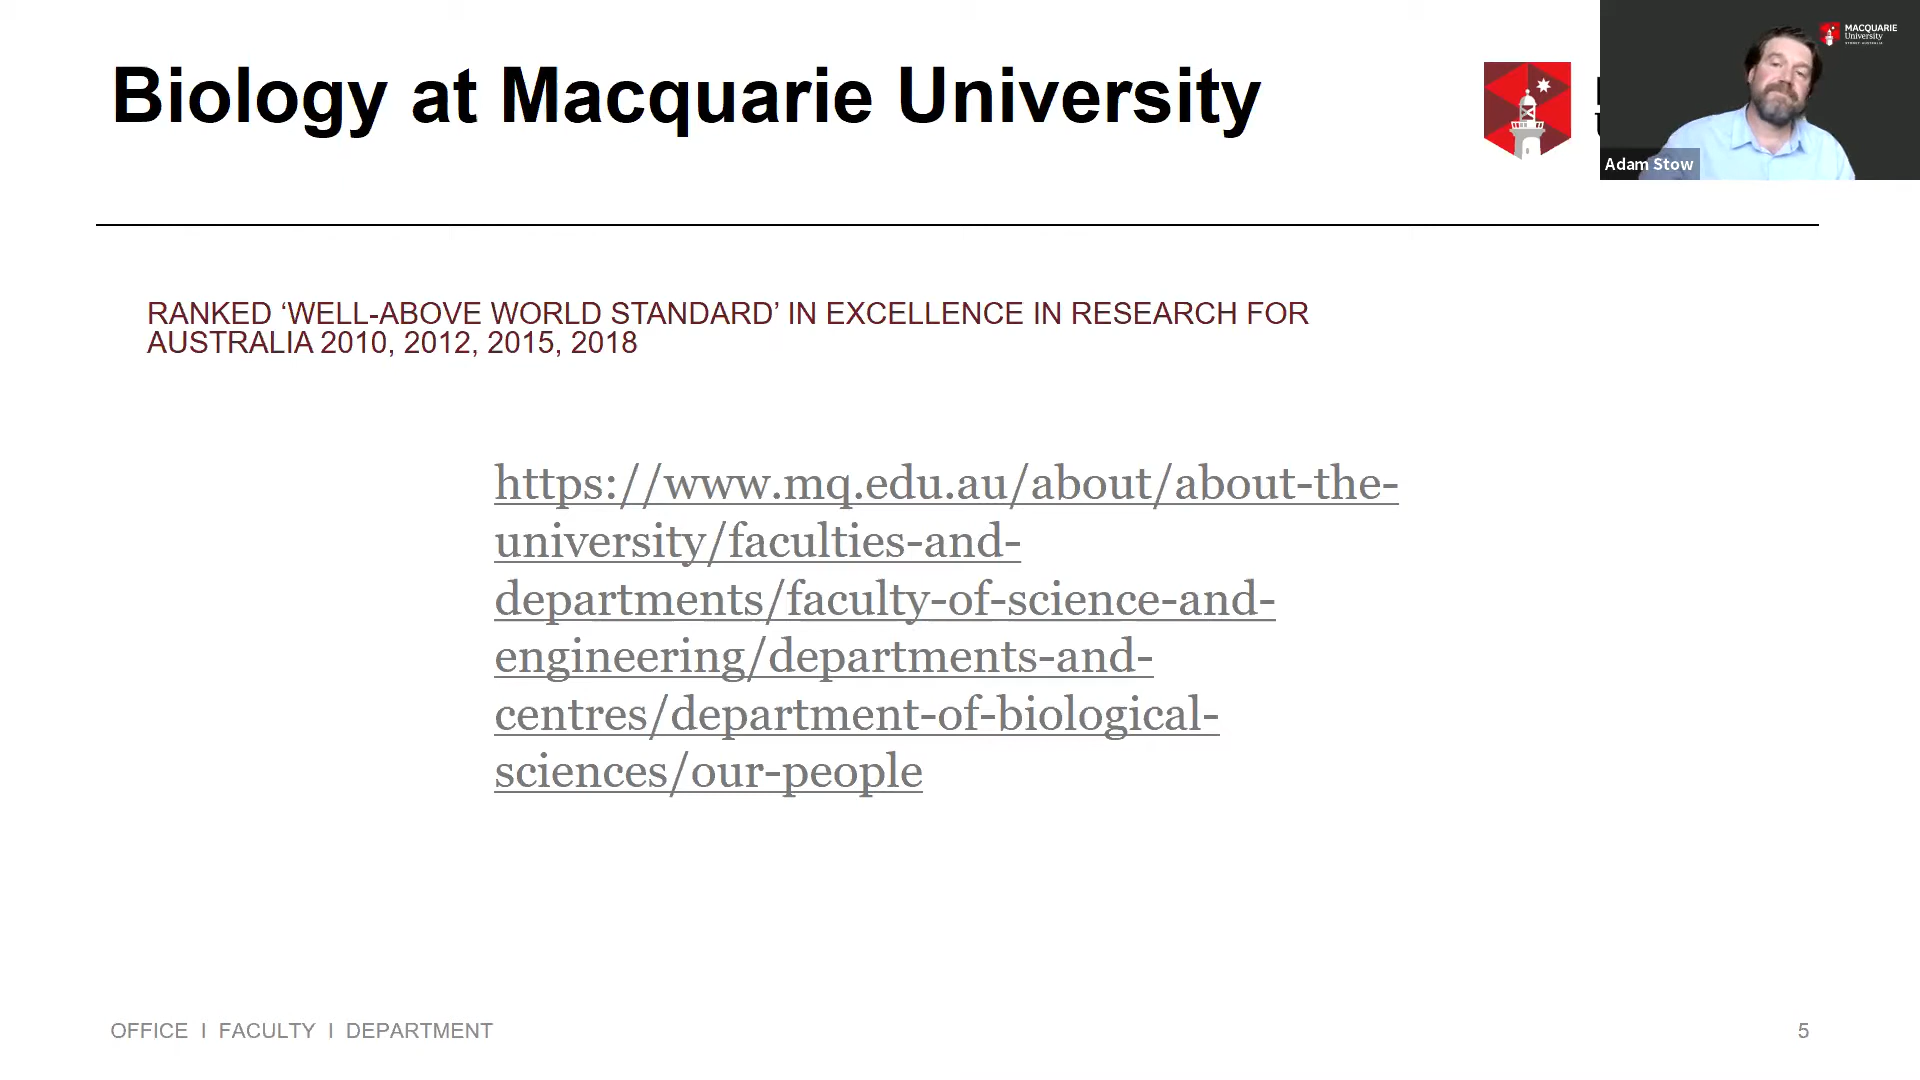 Biology at Macquarie University
MACQUARIE
University
Adam Stow
RANKED ‘WELL-ABOVE WORLD STANDARD’ IN EXCELLENCE IN RESEARCH FOR
AUSTRALIA 2010, 2012, 2015, 2018
https://www.mq.edu.au/about/about-the-
university/faculties-and-
departments/faculty-of-science-and-
engineering/departments-and-
centres/department-of-biological-
sciences/our-people
OFFICE I FACULTY I DEPARTMENT
5